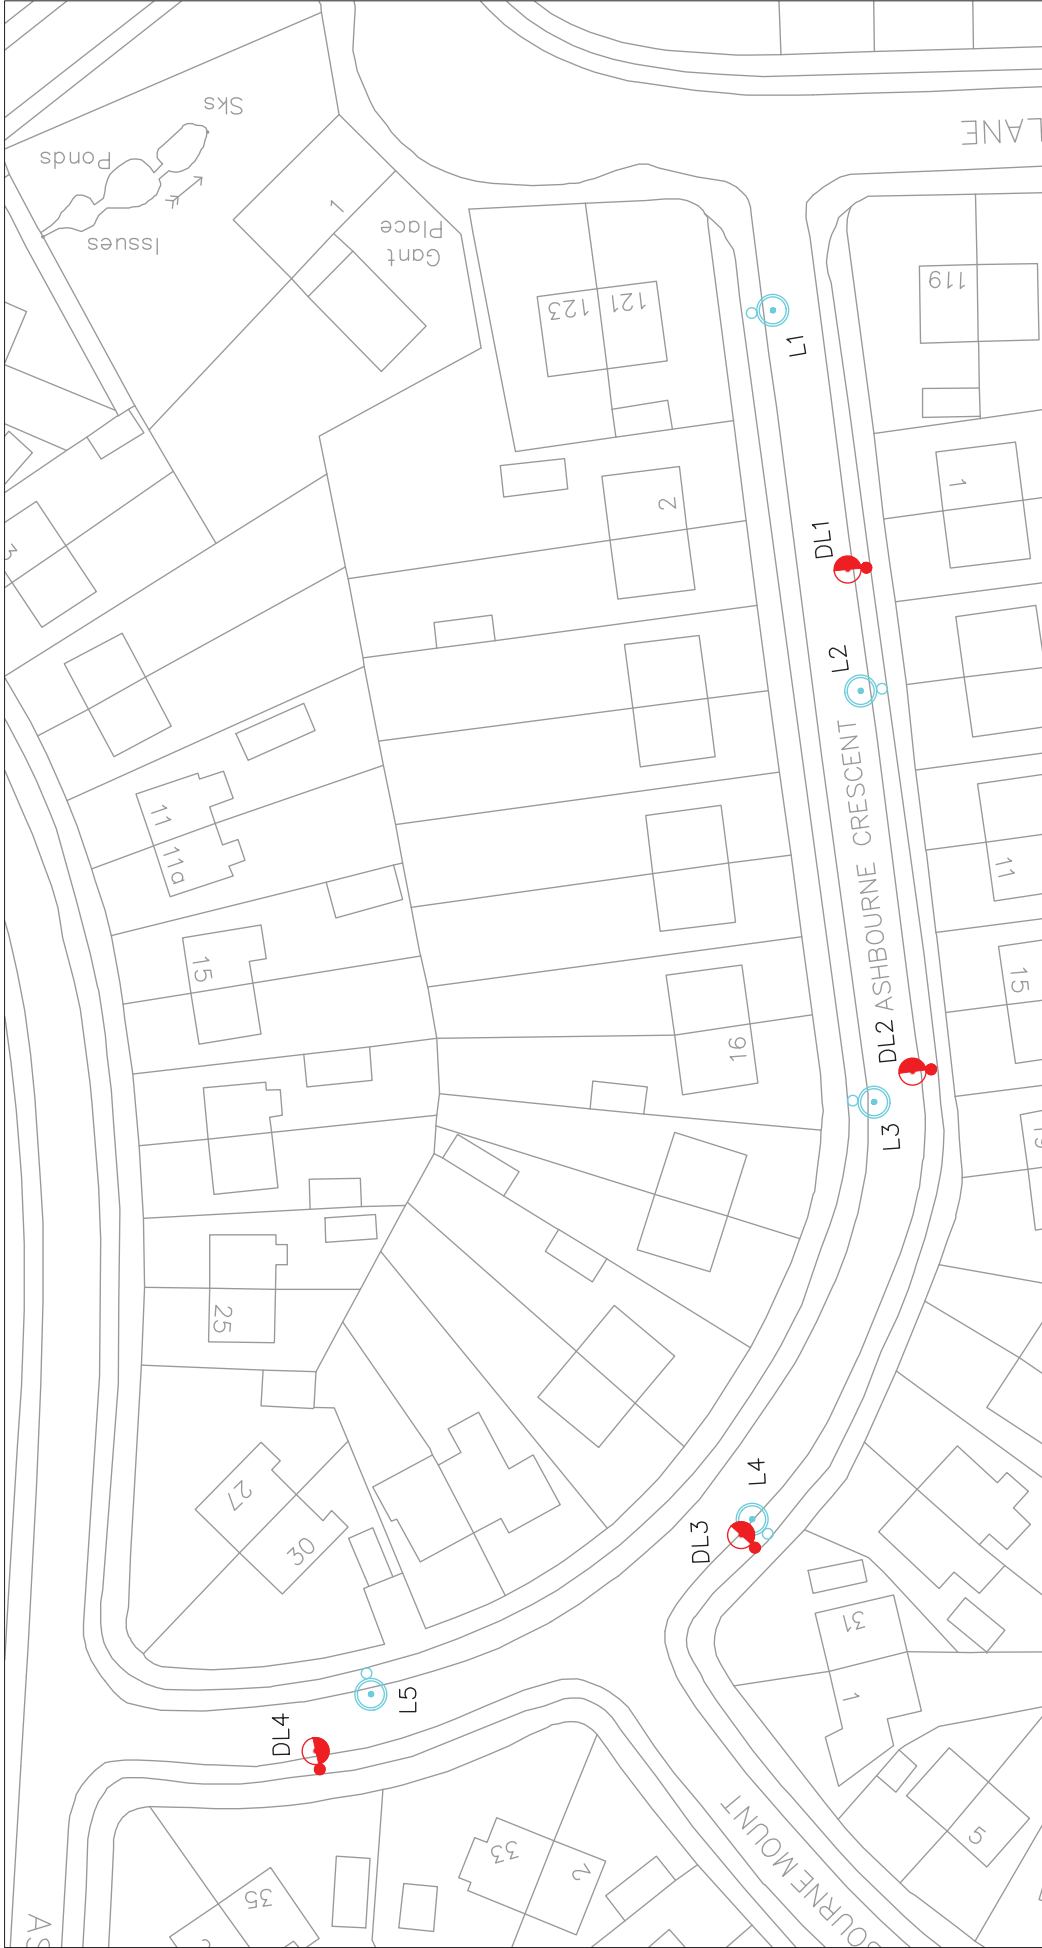 Sks
Ponds
Issues
LANE
1
Gant
Place
123
121
119
L1
2
1
3
DL1
L2
11
11a
11
ASHBOURNE CRESCENT
15
15
DL2
16
L3
25
27
30
L4
DL3
31
1
L5
DL4
33
2
35
5